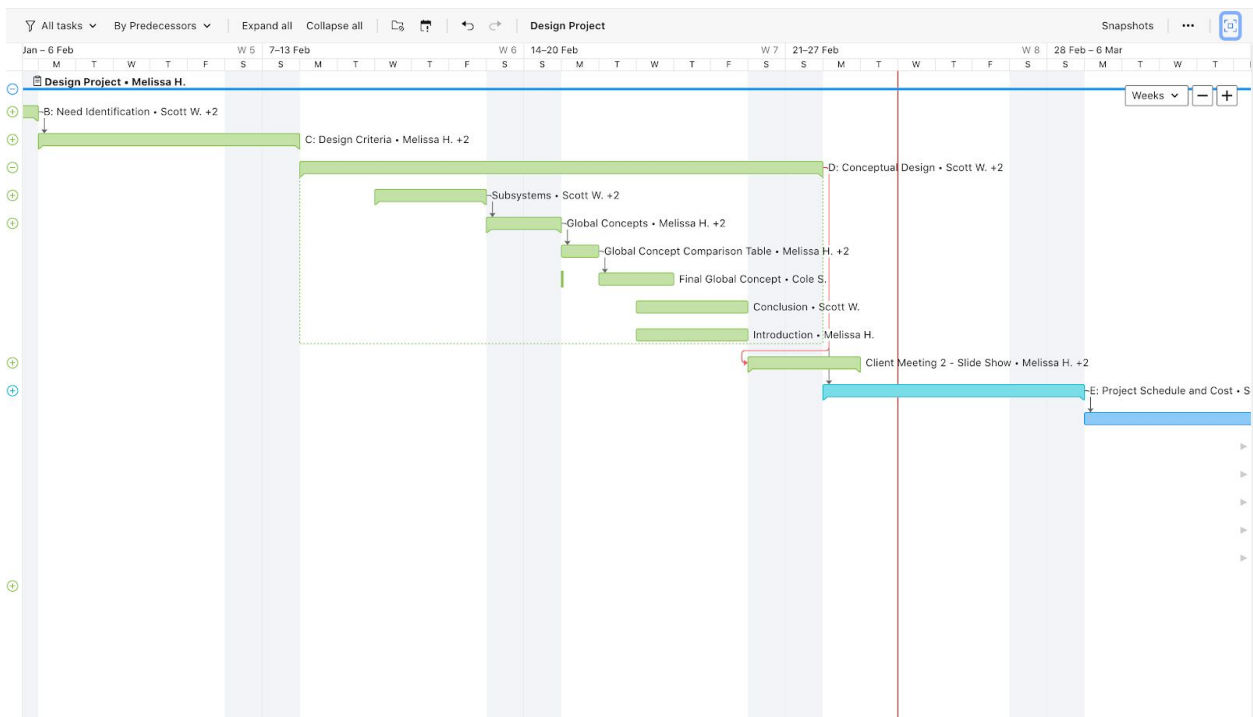 All tasks By Predecessors Expand all Collapse all Design Project Snapshots
Jan – 6 Feb W 5 7–13 Feb W 6 14–20 Feb W 7 21–27 Feb W 8 28 Feb – 6 Mar
M T W T F S S M T W T F S S M T W T F S S M T W T F S S M T W T
Design Project • Melissa H.
Weeks
B: Need Identification • Scott W. +2
C: Design Criteria • Melissa H. +2
D: Conceptual Design • Scott W. +2
Subsystems • Scott W. +2
Global Concepts • Melissa H. +2
Global Concept Comparison Table • Melissa H. +2
Final Global Concept • Cole S.
Conclusion • Scott W.
Introduction • Melissa H.
Client Meeting 2 - Slide Show • Melissa H. +2
E: Project Schedule and Cost • S